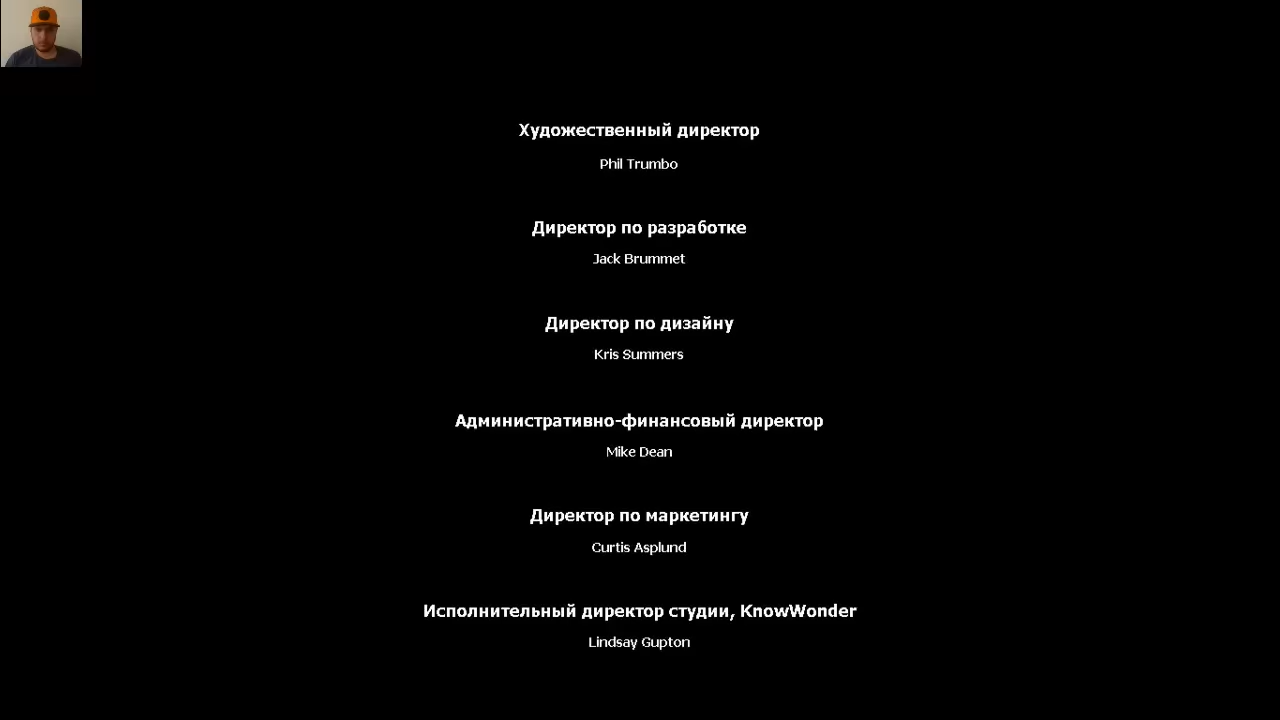 Художественный директор
Phil Trumbo
Директор по разработке
Jack Brummet
Директор по дизайну
Kris Summers
Административно-финансовый директор
Mike Dean
Директор по маркетингу
Curtis Asplund
Исполнительный директор студии, KnowWonder
Lindsay Gupton